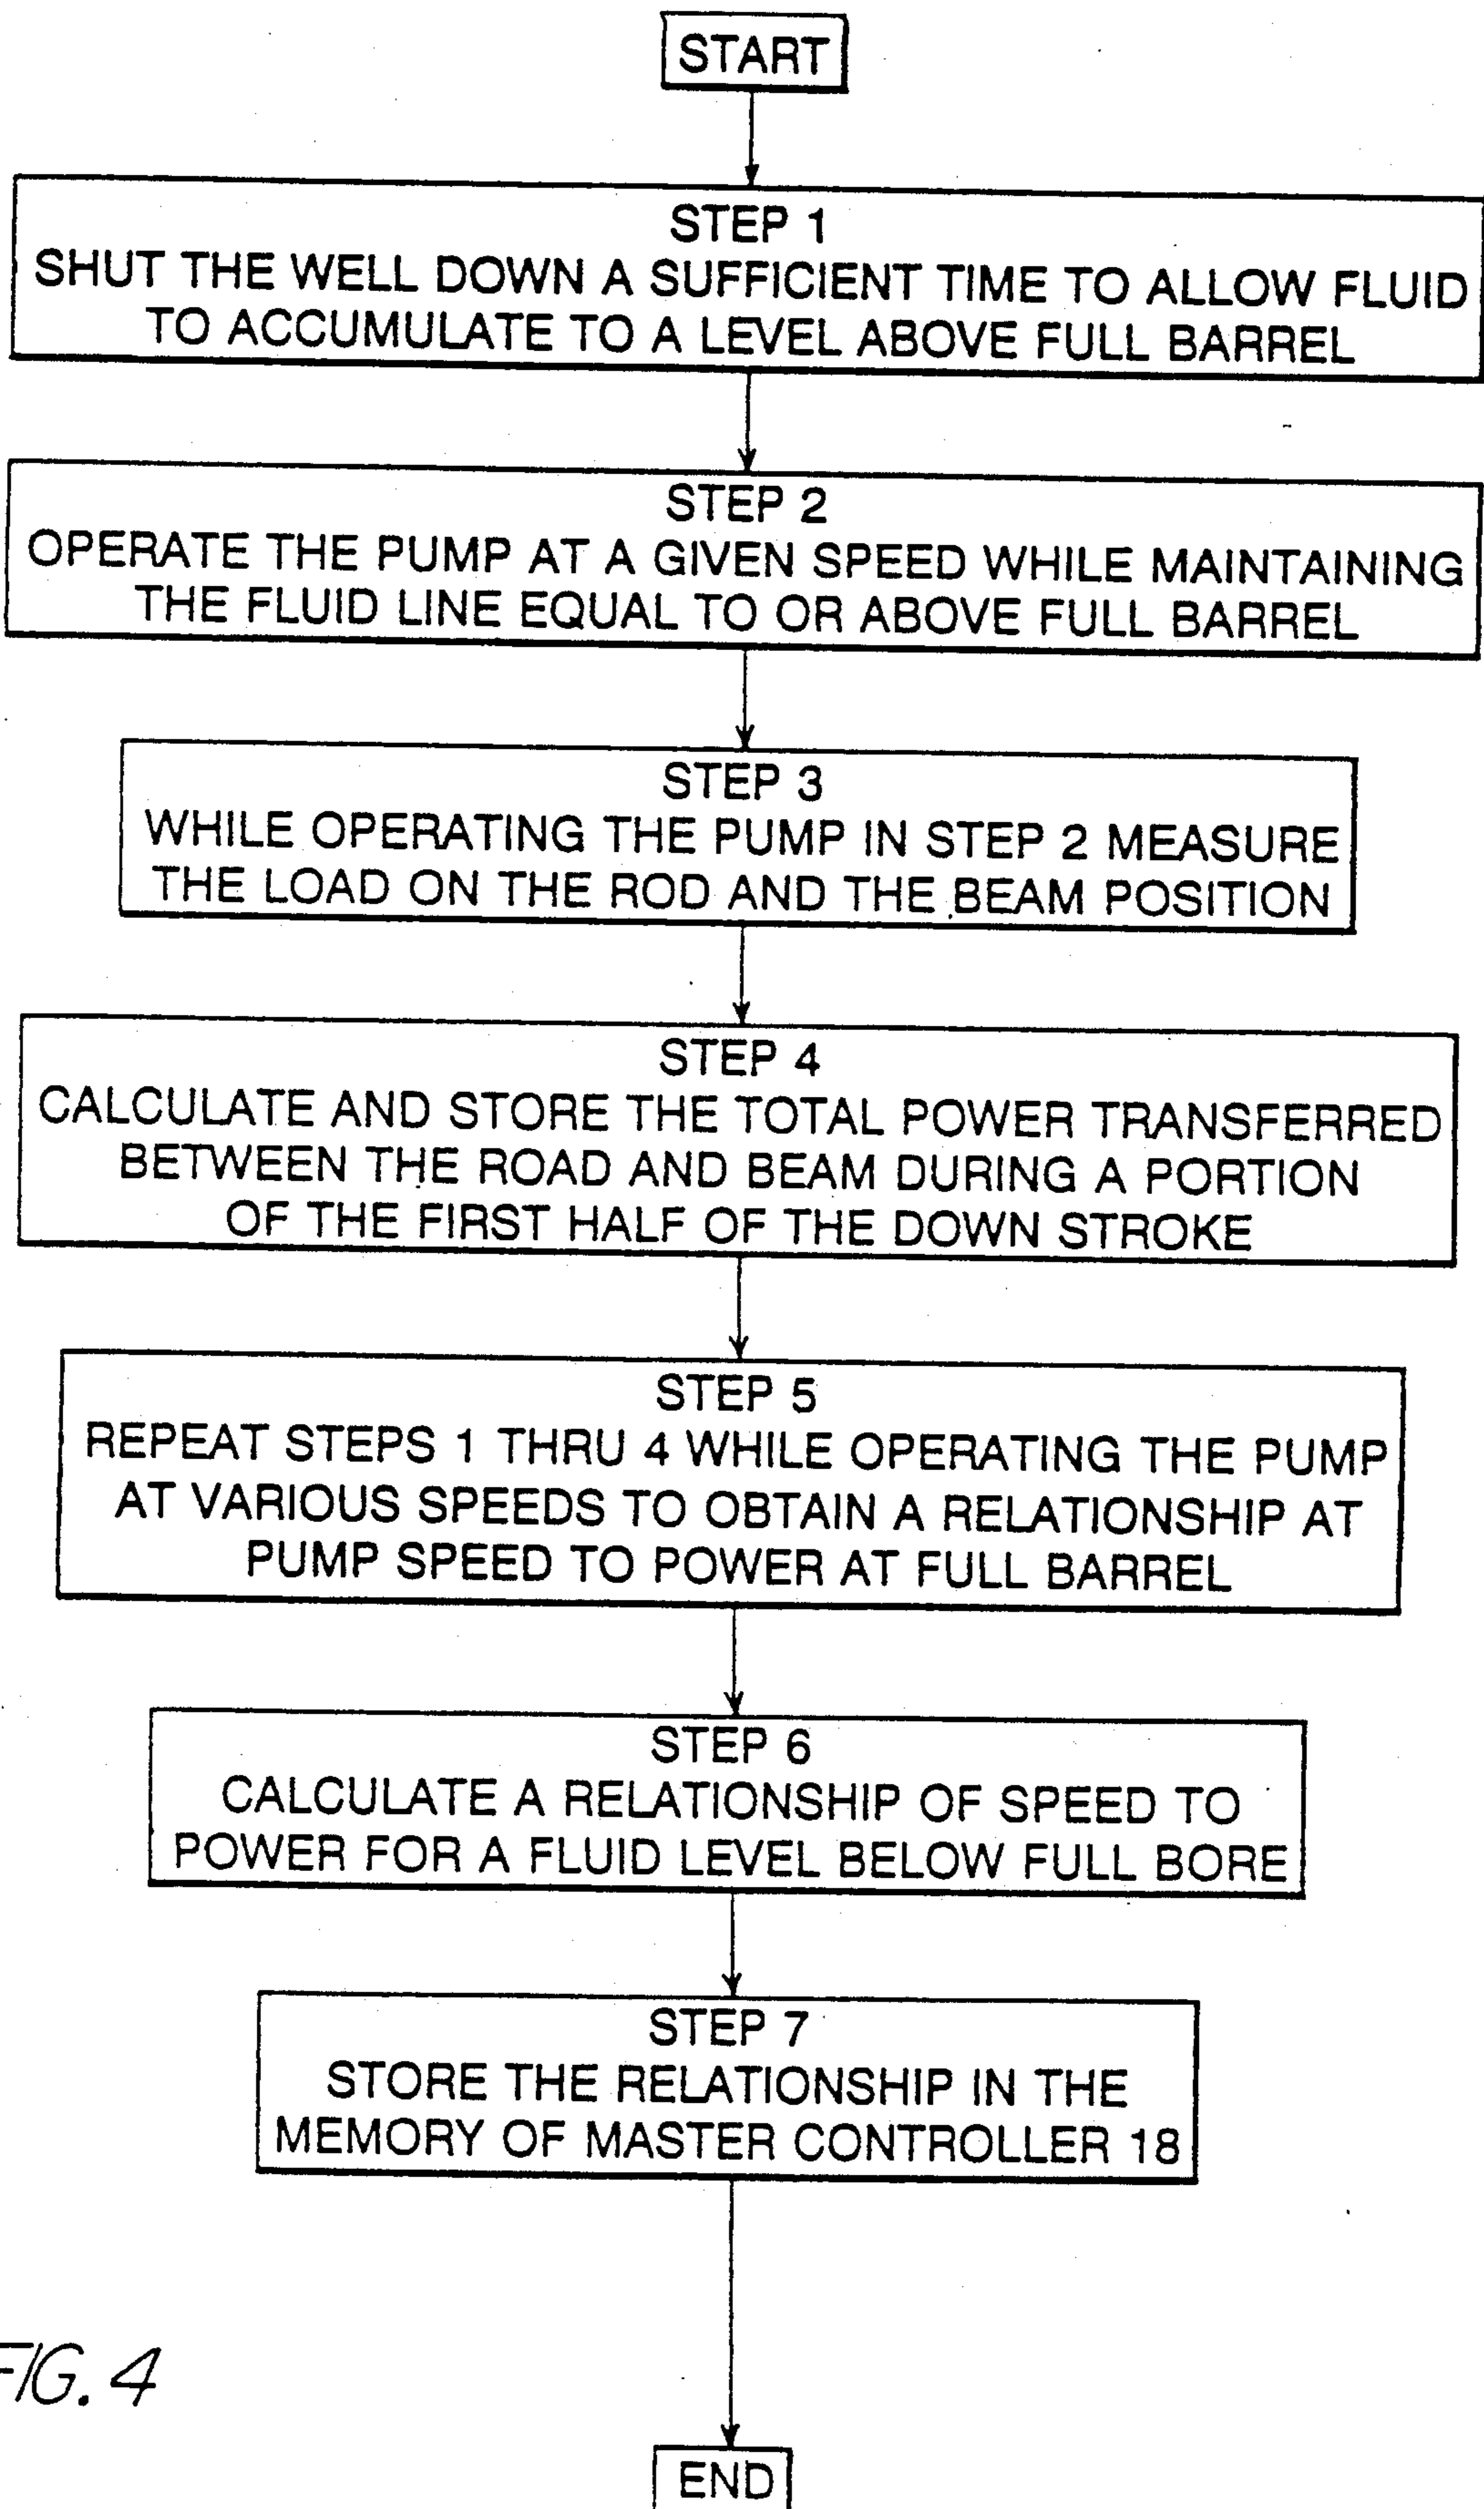 START
STEP 1
SHUT THE WELL DOWN A SUFFICIENT TIME TO ALLOW FLUID
TO ACCUMULATE TO A LEVEL ABOVE FULL BARREL
STEP 2
OPERATE THE PUMP AT A GIVEN SPEED WHILE MAINTAINING
THE FLUID LINE EQUAL TO OR ABOVE FULL BARREL
STEP 3
WHILE OPERATING THE PUMP IN STEP 2 MEASURE
THE LOAD ON THE ROD AND THE BEAM POSITION
STEP 4
CALCULATE AND STORE THE TOTAL POWER TRANSFERRED
BETWEEN THE ROAD AND BEAM DURING A PORTION
OF THE FIRST HALF OF THE DOWN STROKE
STEP 5
REPEAT STEPS 1 THRU 4 WHILE OPERATING THE PUMP
AT VARIOUS SPEEDS TO OBTAIN A RELATIONSHIP AT
PUMP SPEED TO POWER AT FULL BARREL
STEP 6
CALCULATE A RELATIONSHIP OF SPEED TO
POWER FOR A FLUID LEVEL BELOW FULL BORE
STEP 7
STORE THE RELATIONSHIP IN THE
MEMORY OF MASTER CONTROLLER 18
FIG. 4
END